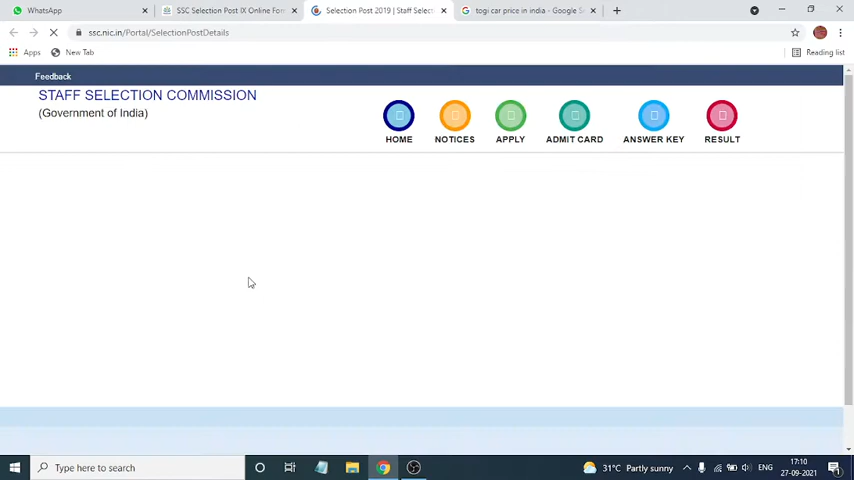 WhatsApp
SSC Selection Post IX Online For
Selection Post 2019 | Staff Select
togi car price in india - Google S
ssc.nic.in/Portal/SelectionPostDetails
Apps
New Tab
Reading list
Feedback
STAFF SELECTION COMMISSION
(Government of India)
HOME
NOTICES
APPLY
ADMIT CARD
ANSWER KEY
RESULT
Type here to search
31°C Partly sunny
ENG
17:10
27-09-2021